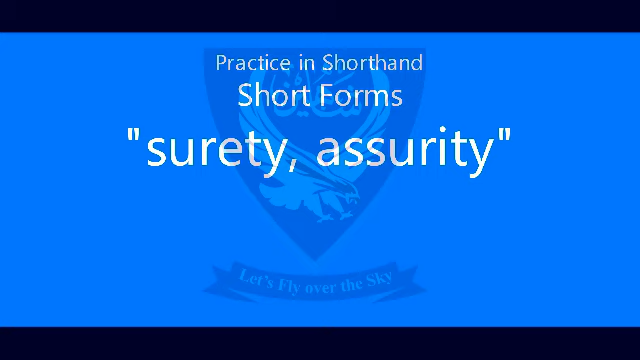 Practice in Shorthand
Short Forms
"surety, assurity"
Let's Fly over the Sky